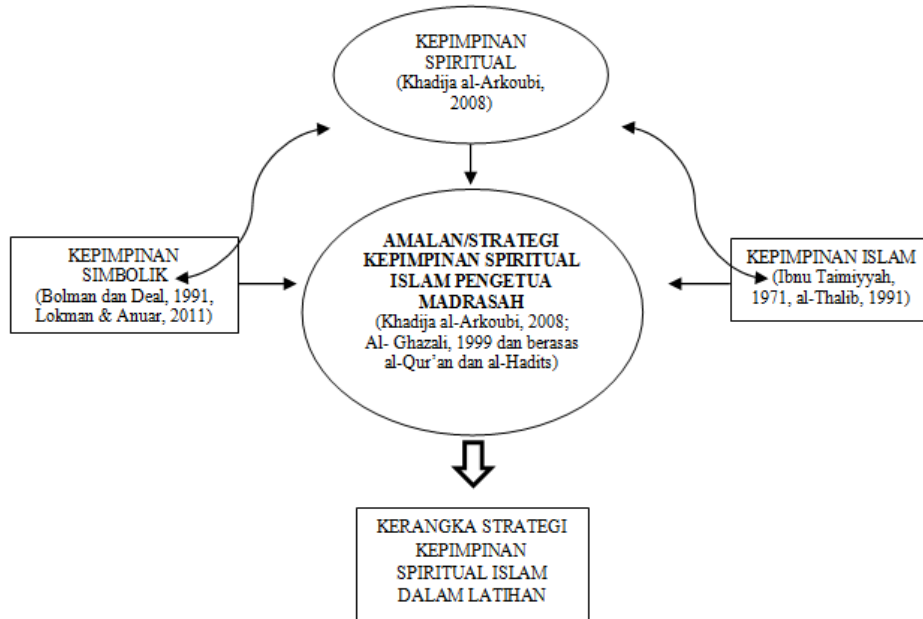 KEPIMPINAN
SPIRITUAL
(Khadija al-Arkoubi,
2008)
KEPIMPINAN
SIMBOLIK
(Bolman dan Deal, 1991,
Lokman & Anuar, 2011)
AMALAN/STRATEGI
KEPIMPINAN SPIRITUAL
ISLAM PENGETUA
MADRASAH
(Khadija al-Arkoubi, 2008;
Al- Ghazali, 1999 dan berasas
al-Qur’an dan al-Hadits)
KEPIMPINAN ISLAM
(Ibnu Taimiyyah,
1971, al-Thalib, 1991)
KERANGKA STRATEGI
KEPIMPINAN
SPIRITUAL ISLAM
DALAM LATIHAN